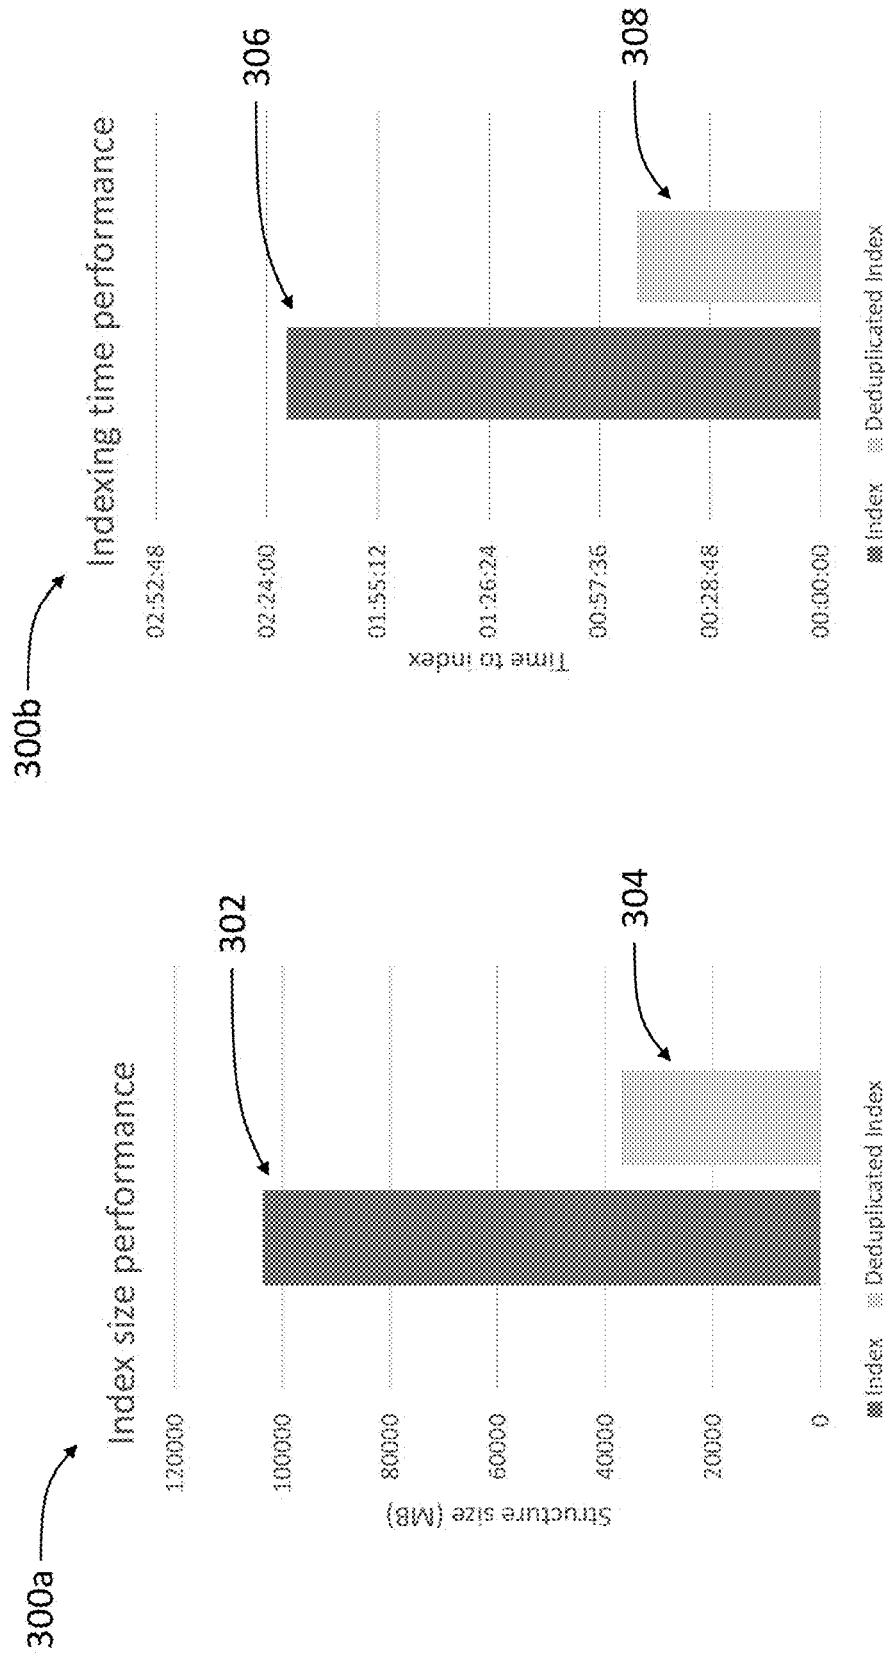 300a
Index size performance
120000
100000
80000
60000
40000
20000
0
Structure size (MB)
302
304
Index
Deduplicated Index
300b
Indexing time performance
02:52:48
02:24:00
01:55:12
01:26:24
00:57:36
00:28:48
00:00:00
Time to index
306
308
Index
Deduplicated Index